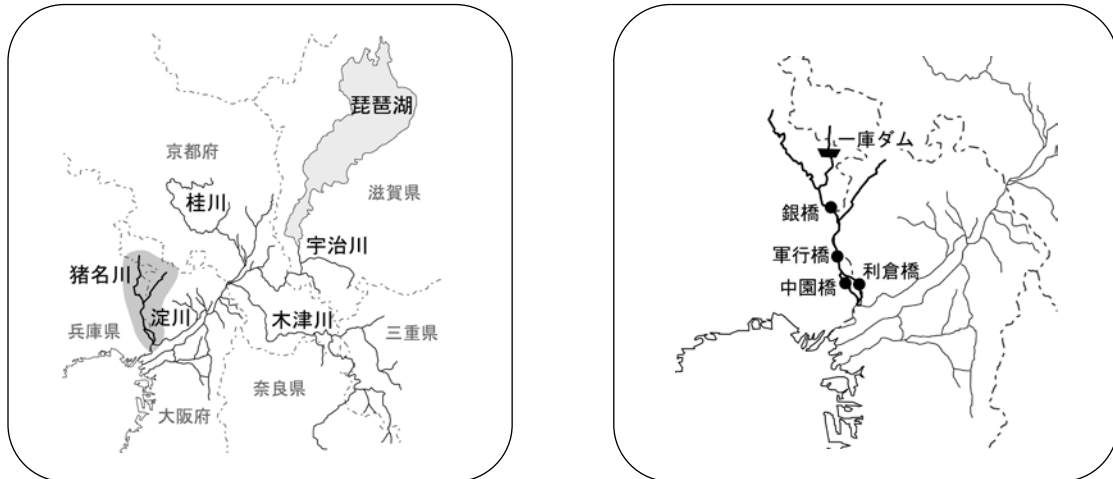 琵琶湖
京都府
滋賀県
桂川
宇治川
猪名川
淀川
木津川
兵庫県
三重県
奈良県
大阪府
一庫ダム
銀橋
軍行橋
利倉橋
中園橋